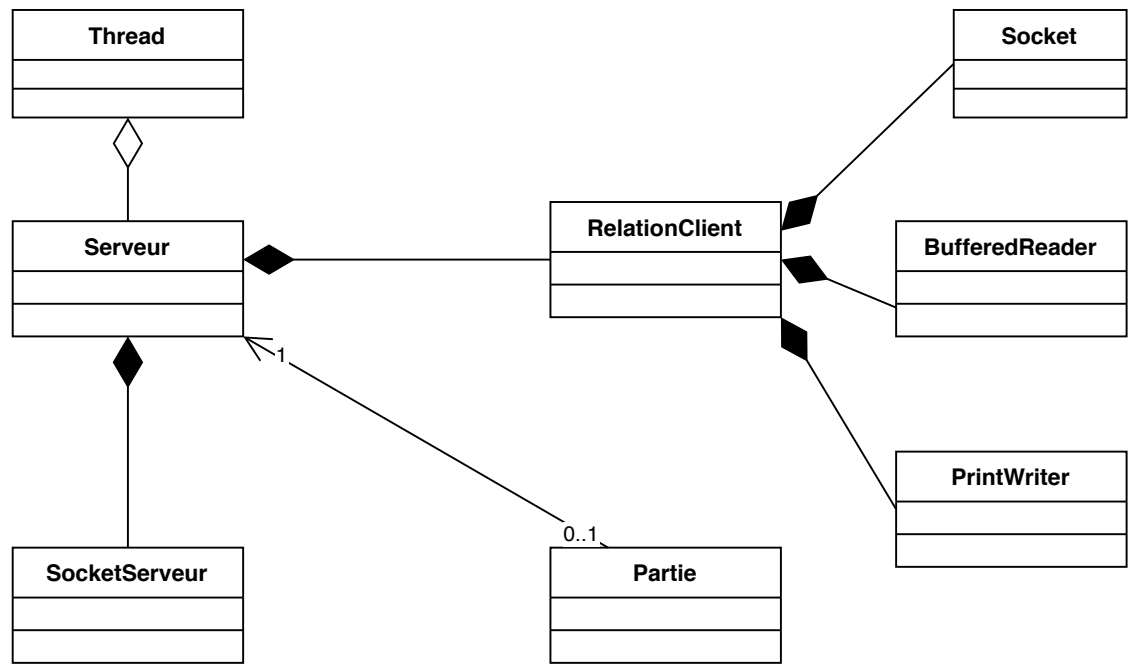 Thread
Socket
Serveur
RelationClient
BufferedReader
1
PrintWriter
0..1
SocketServeur
Partie